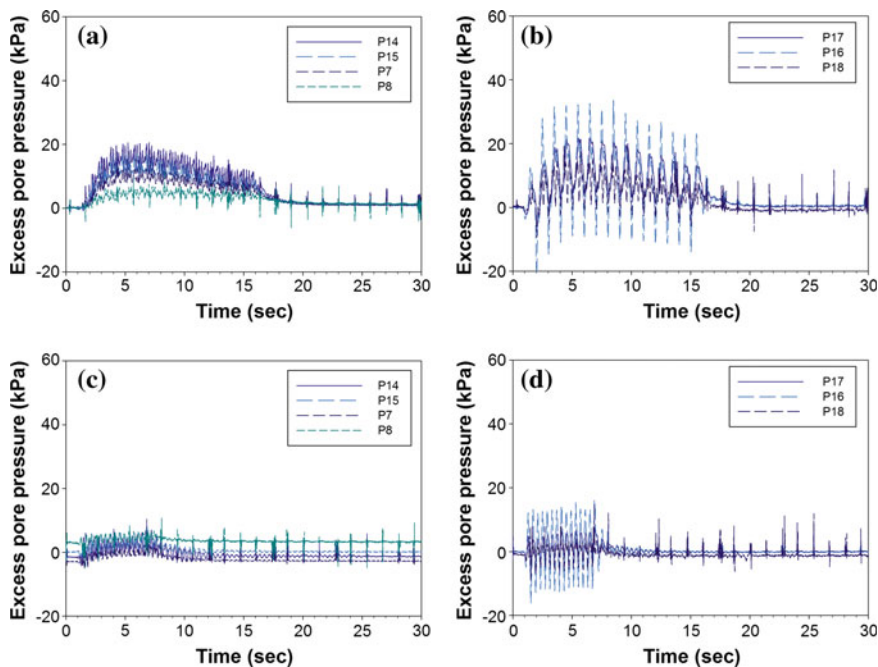 (a)
Excess pore pressure (kPa)
60
40
20
0
-20
P14
P15
P7
P8
0 5 10 15 20 25 30
Time (sec)
(b)
Excess pore pressure (kPa)
60
40
20
0
-20
P17
P16
P18
0 5 10 15 20 25 30
Time (sec)
(c)
Excess pore pressure (kPa)
60
40
20
0
-20
P14
P15
P7
P8
0 5 10 15 20 25 30
Time (sec)
(d)
Excess pore pressure (kPa)
60
40
20
0
-20
P17
P16
P18
0 5 10 15 20 25 30
Time (sec)